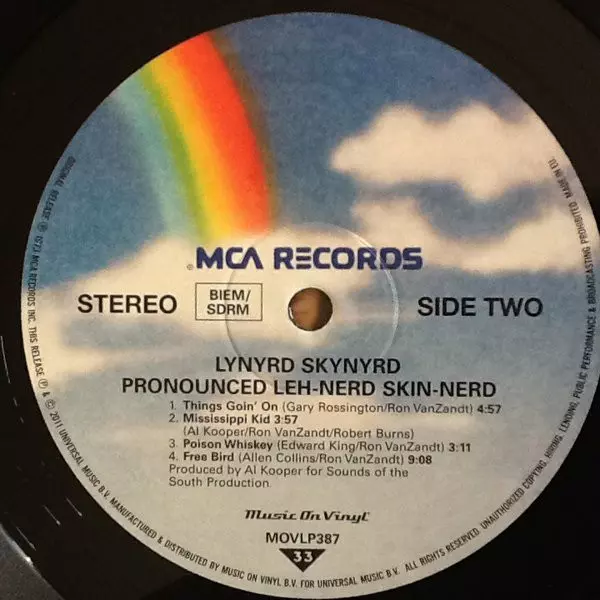 ® MCA RECORDS
STEREO
BIEM/
SDRM
SIDE TWO
LYNYRD SKYNYRD
PRONOUNCED LEH-NERD SKIN-NERD
1. Things Goin' On (Gary Rossington/Ron VanZandt) 4:57
2. Mississippi Kid 3:57
(Al Kooper/Ron VanZandt/Robert Burns)
3. Poison Whiskey (Edward King/Ron VanZandt) 3:11
4. Free Bird (Allen Collins/Ron VanZandt) 9:08
Produced by Al Kooper for Sounds of the
South Production.
Music On Vinyl
MOVLP387
33
ORIGINAL RELEASE ℗ 1973 MCA RECORDS INC. THIS RELEASE ℗ & © 2011 UNIVERSAL MUSIC B.V. MANUFACTURED & DISTRIBUTED BY MUSIC ON VINYL B.V. FOR UNIVERSAL MUSIC B.V. ALL RIGHTS RESERVED. UNAUTHORIZED COPYING, HIRING, LENDING, PUBLIC PERFORMANCE & BROADCASTING PROHIBITED. MADE IN EU.